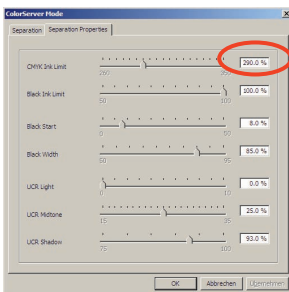 ColorServer Mode
Separation Separation Properties
CMYK Ink Limit 290.0 %
260 350
Black Ink Limit 100.0 %
50 100
Black Start 8.0 %
0 50
Black Width 85.0 %
50 95
UCR Light 0.0 %
0 10
UCR Midtone 25.0 %
15 35
UCR Shadow 93.0 %
75 100
OK Abbrechen Übernehmen